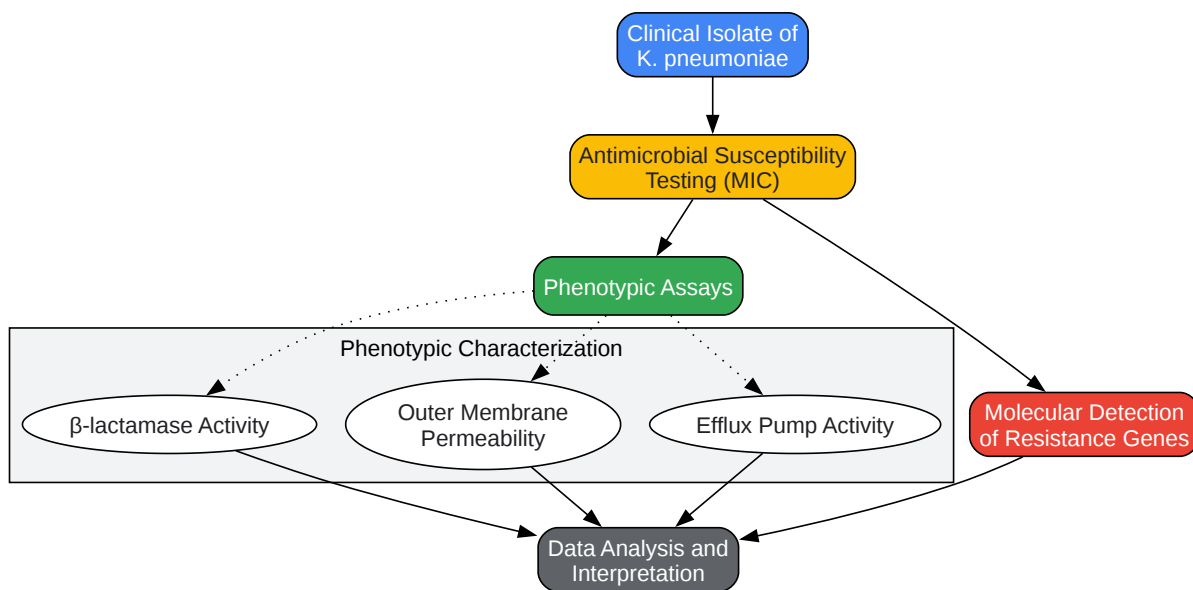 Clinical Isolate of
K. pneumoniae
Antimicrobial Susceptibility
Testing (MIC)
Phenotypic Assays
Phenotypic Characterization
β-lactamase Activity
Outer Membrane
Permeability
Efflux Pump Activity
Molecular Detection
of Resistance Genes
Data Analysis and
Interpretation